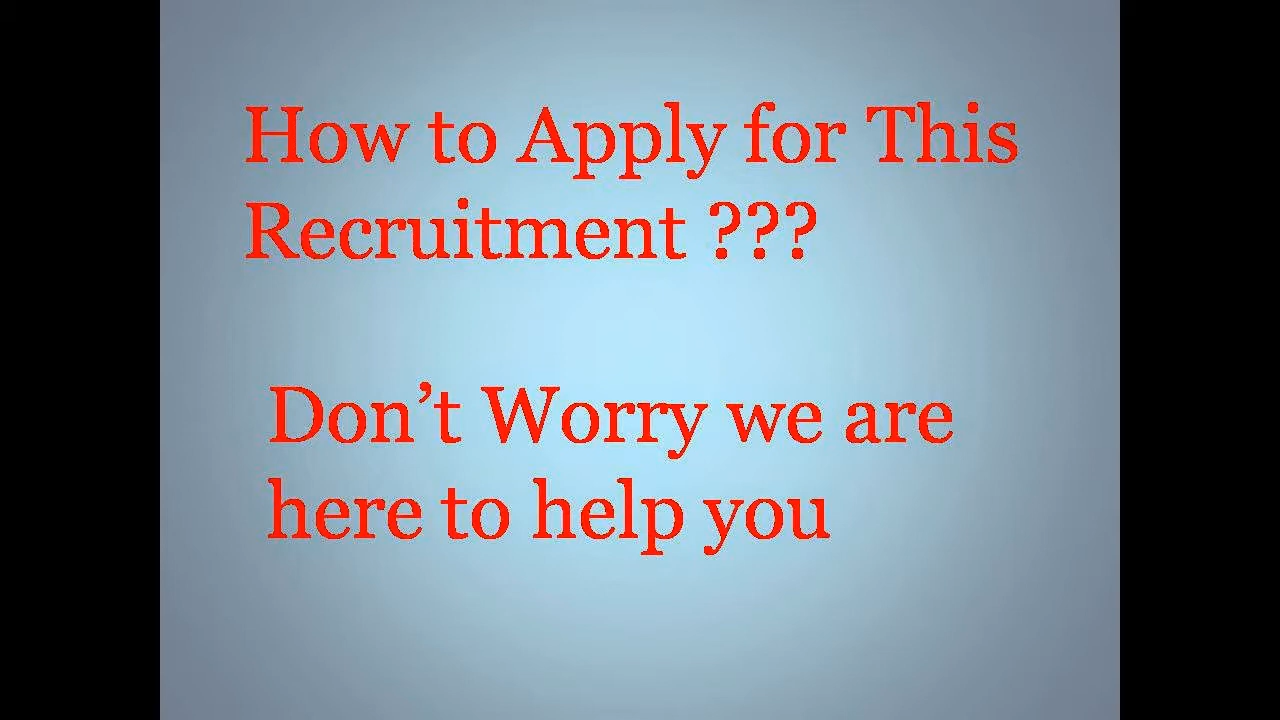 How to Apply for This
Recruitment ???
Don’t Worry we are
here to help you